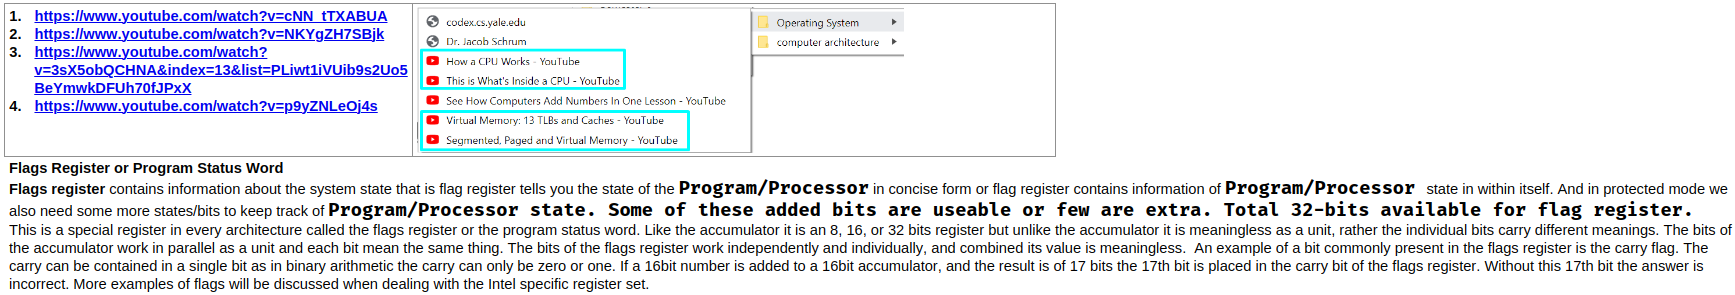 1. https://www.youtube.com/watch?v=cNN_tTXABUA
2. https://www.youtube.com/watch?v=NKYgZH7SBjk
3. https://www.youtube.com/watch?
v=3sX5obQCHNA&index=13&list=PLiwt1iVUib9s2Uo5
BeYmwkDFUh70fJPxX
4. https://www.youtube.com/watch?v=p9yZNLeOj4s
codex.cs.yale.edu
Dr. Jacob Schrum
How a CPU Works - YouTube
This is What's Inside a CPU - YouTube
See How Computers Add Numbers In One Lesson - YouTube
Virtual Memory: 13 TLBs and Caches - YouTube
Segmented, Paged and Virtual Memory - YouTube
Operating System
computer architecture
Flags Register or Program Status Word
Flags register contains information about the system state that is flag register tells you the state of the Program/Processor in concise form or flag register contains information of Program/Processor state in within itself. And in protected mode we
also need some more states/bits to keep track of Program/Processor state. Some of these added bits are useable or few are extra. Total 32-bits available for flag register.
This is a special register in every architecture called the flags register or the program status word. Like the accumulator it is an 8, 16, or 32 bits register but unlike the accumulator it is meaningless as a unit, rather the individual bits carry different meanings. The bits of
the accumulator work in parallel as a unit and each bit mean the same thing. The bits of the flags register work independently and individually, and combined its value is meaningless. An example of a bit commonly present in the flags register is the carry flag. The
carry can be contained in a single bit as in binary arithmetic the carry can only be zero or one. If a 16bit number is added to a 16bit accumulator, and the result is of 17 bits the 17th bit is placed in the carry bit of the flags register. Without this 17th bit the answer is
incorrect. More examples of flags will be discussed when dealing with the Intel specific register set.